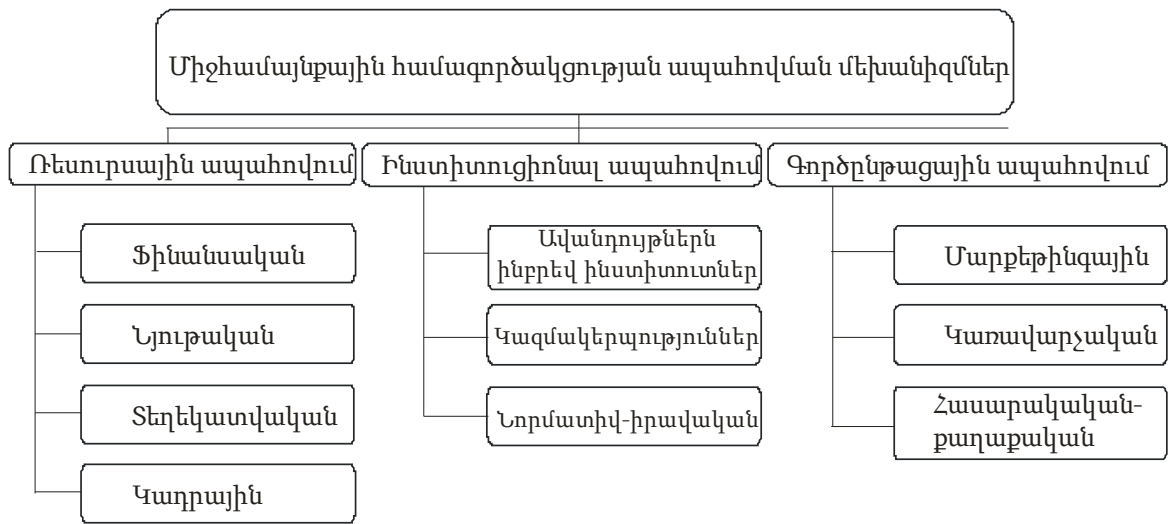 Միջհամայնքային համագործակցության ապահովման մեխանիզմներ
Ռեսուրսային ապահովում
Ֆինանսական
Նյութական
Տեղեկատվական
Կադրային
Ինստիտուցիոնալ ապահովում
Ավանդույթներն
ինբրեվ ինստիտուտներ
Կազմակերպություններ
Նորմատիվ-իրավական
Գործընթացային ապահովում
Մարքեթինգային
Կառավարչական
Հասարակական-
քաղաքական